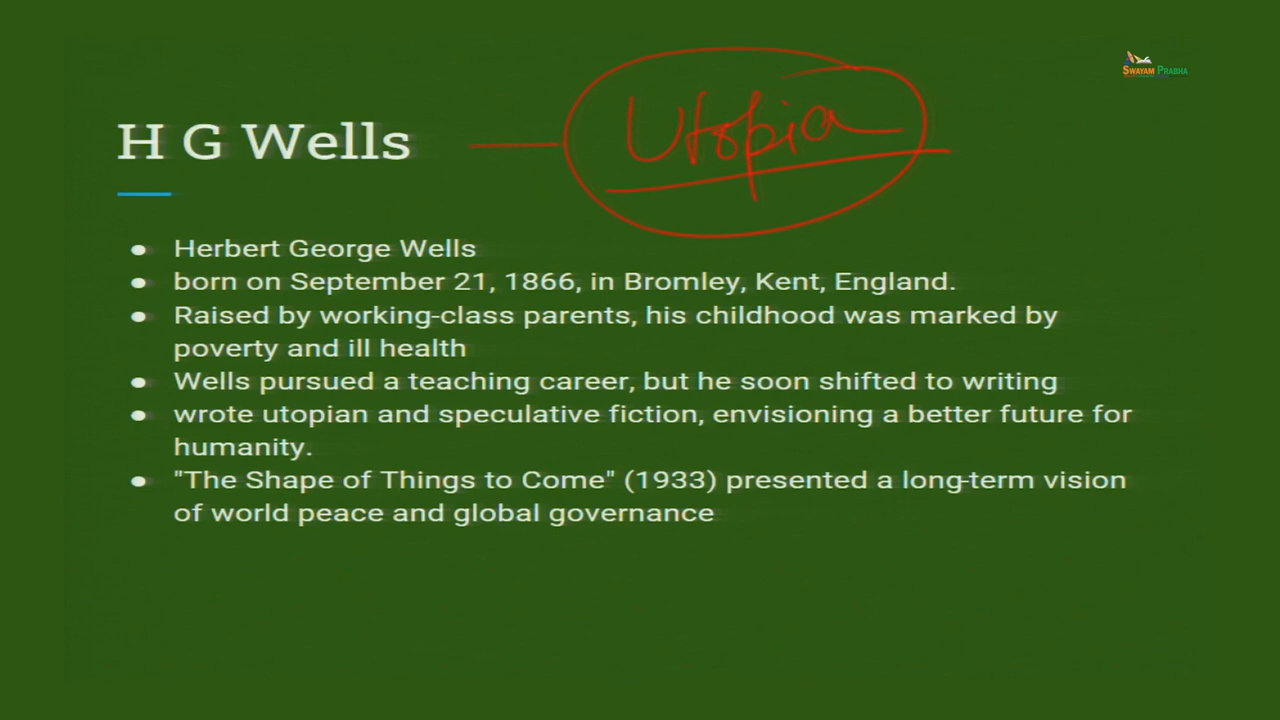 SWAYAM PRABHA
H G Wells
Utopia
● Herbert George Wells
● born on September 21, 1866, in Bromley, Kent, England.
● Raised by working-class parents, his childhood was marked by
poverty and ill health
● Wells pursued a teaching career, but he soon shifted to writing
● wrote utopian and speculative fiction, envisioning a better future for
humanity.
● "The Shape of Things to Come" (1933) presented a long-term vision
of world peace and global governance